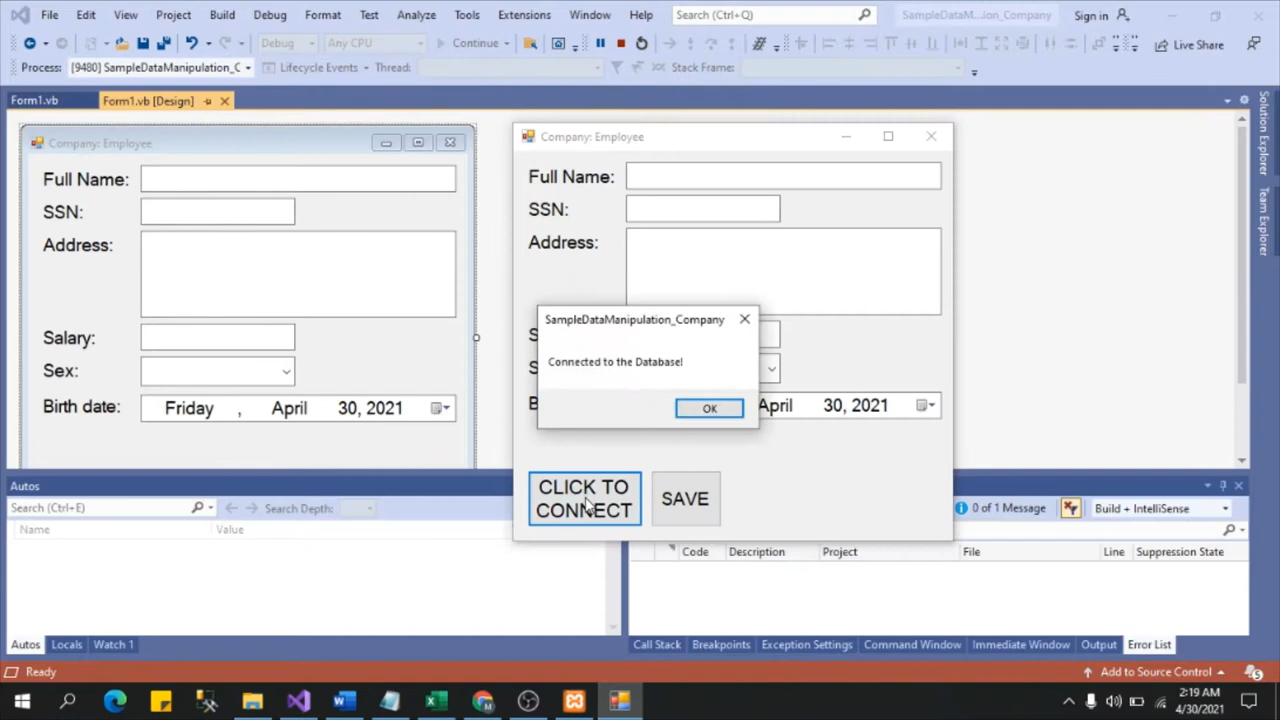 File Edit View Project Build Debug Format Test Analyze Tools Extensions Window Help Search (Ctrl+Q) SampleDataM...ion_Company Sign in
Debug Any CPU Continue Live Share
Process: [9480] SampleDataManipulation_C Lifecycle Events Thread: Stack Frame:
Form1.vb Form1.vb [Design]
Company: Employee
Full Name:
SSN:
Address:
Salary:
Sex:
Birth date: Friday , April 30, 2021
Company: Employee
Full Name:
SSN:
Address:
S
S
B April 30, 2021
SampleDataManipulation_Company
Connected to the Database!
OK
CLICK TO
CONNECT
SAVE
Solution Explorer
Team Explorer
Autos
Search (Ctrl+E) Search Depth:
Name Value
0 of 1 Message Build + IntelliSense
Code Description Project File Line Suppression State
Autos Locals Watch 1
Call Stack Breakpoints Exception Settings Command Window Immediate Window Output Error List
Ready Add to Source Control 5
2:19 AM
4/30/2021